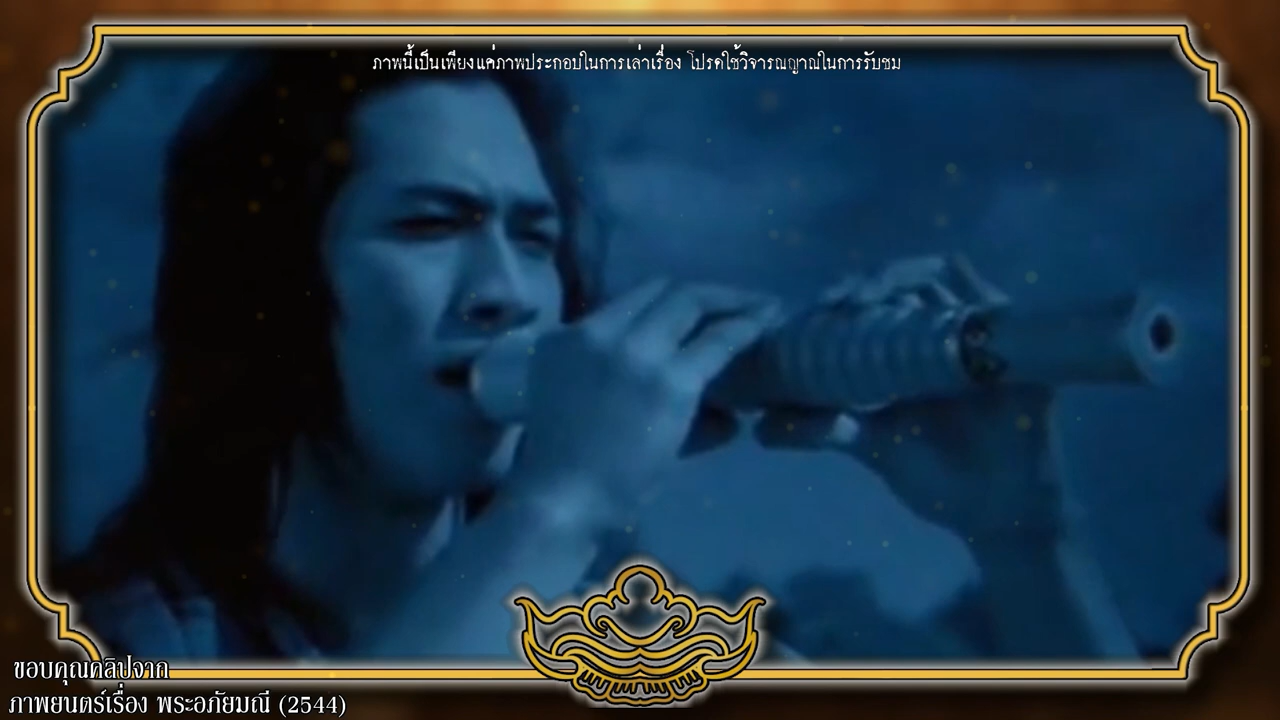 ภาพนี้เป็นเพียงแค่ภาพประกอบในการเล่าเรื่อง โปรดใช้วิจารณญาณในการรับชม
ขอบคุณคลิปจาก
ภาพยนตร์เรื่อง พระอภัยมณี (2544)